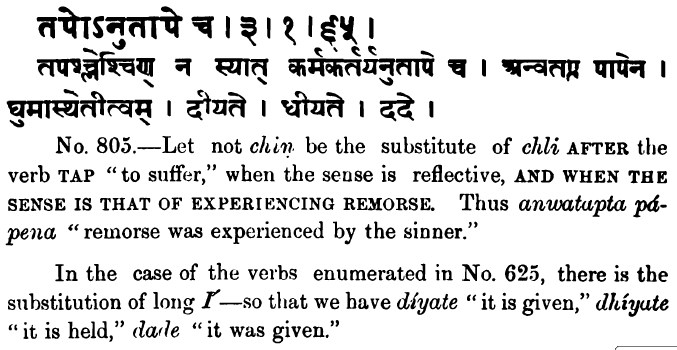 तपोऽनुतापे च । ३ । १ । ६५ ।
तपश्च्लेश्चिण् न स्यात् कर्मकर्तर्यनुतापे च । अन्वतप्त पापेन ।
घुमास्थेतीत्वम् । दीयते । धीयते । ददे ।
No. 805.—Let not chiṇ be the substitute of chli AFTER the
verb TAP “to suffer,” when the sense is reflective, AND WHEN THE
SENSE IS THAT OF EXPERIENCING REMORSE. Thus anwatapta pá-
pena “remorse was experienced by the sinner.”
In the case of the verbs enumerated in No. 625, there is the
substitution of long Í—so that we have díyate “it is given,” dhíyate
“it is held,” dade “it was given.”